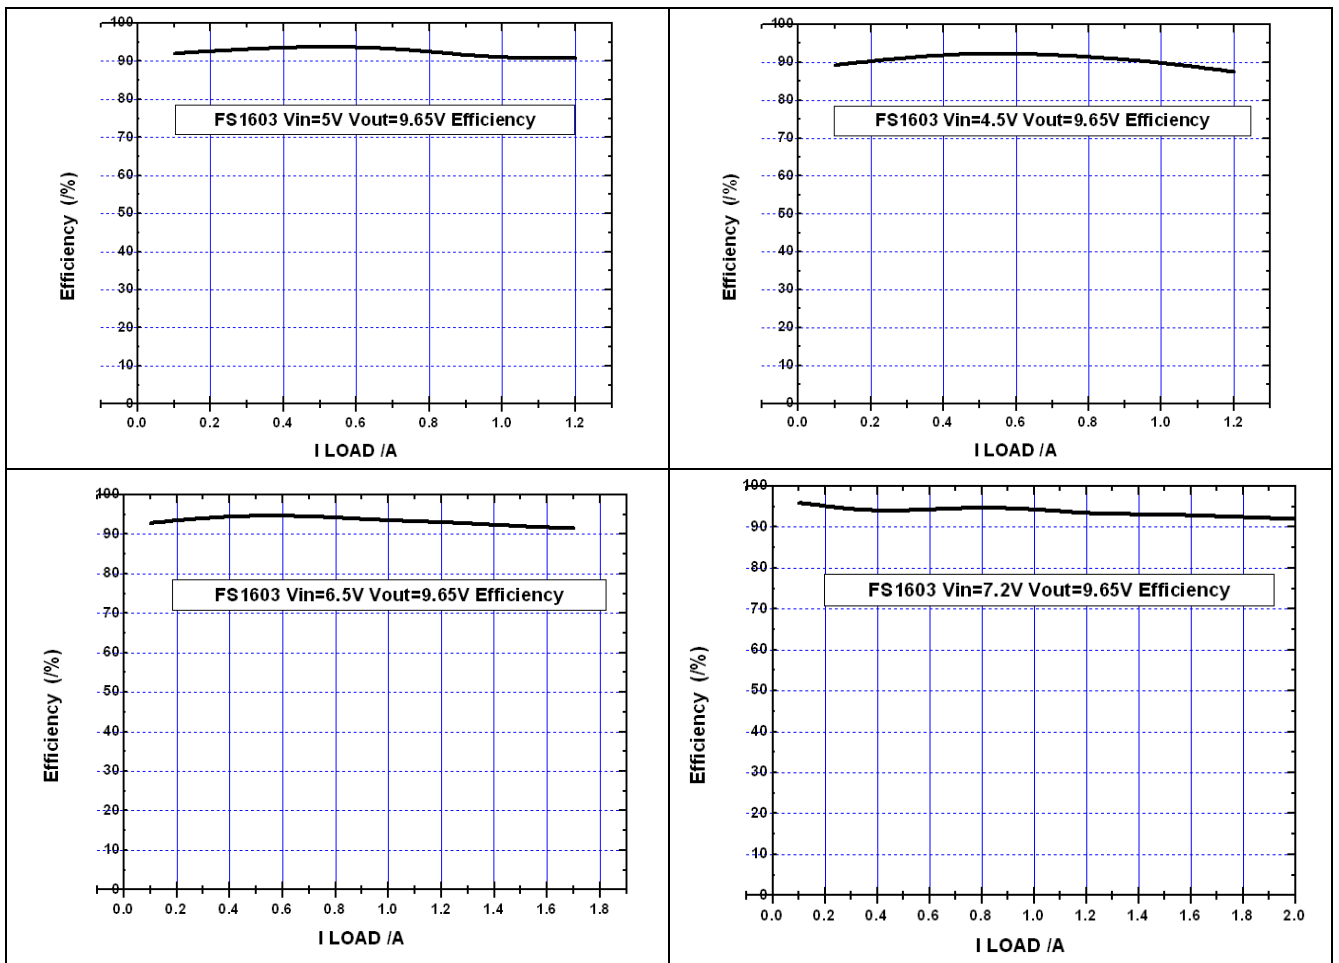 100
90
80
70
60
50
40
30
20
10
0
Efficiency (/%)
FS1603 Vin=5V Vout=9.65V Efficiency
0.0 0.2 0.4 0.6 0.8 1.0 1.2
I LOAD /A
100
90
80
70
60
50
40
30
20
10
0
Efficiency (/%)
FS1603 Vin=4.5V Vout=9.65V Efficiency
0.0 0.2 0.4 0.6 0.8 1.0 1.2
I LOAD /A
100
90
80
70
60
50
40
30
20
10
0
Efficiency (/%)
FS1603 Vin=6.5V Vout=9.65V Efficiency
0.0 0.2 0.4 0.6 0.8 1.0 1.2 1.4 1.6 1.8
I LOAD /A
100
90
80
70
60
50
40
30
20
10
0
Efficiency (/%)
FS1603 Vin=7.2V Vout=9.65V Efficiency
0.0 0.2 0.4 0.6 0.8 1.0 1.2 1.4 1.6 1.8 2.0
I LOAD /A